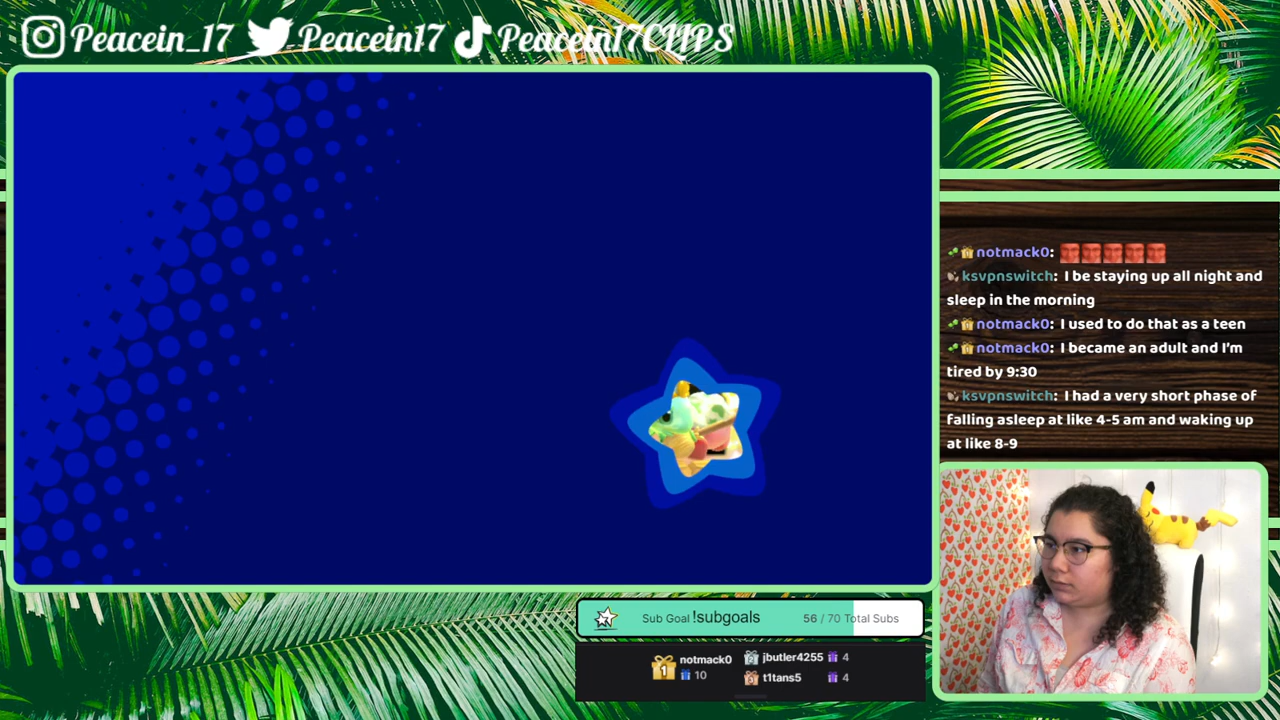 Peacein_17 Peacein17 Peacein17ClIPS
notmack0:
ksvpnswitch: I be staying up all night and
sleep in the morning
notmack0: I used to do that as a teen
notmack0: I became an adult and I'm
tired by 9:30
ksvpnswitch: I had a very short phase of
falling asleep at like 4-5 am and waking up
at like 8-9
Sub Goal !subgoals 56 / 70 Total Subs
1 notmack0 10
2 jbutler4255 4
3 t1tans5 4